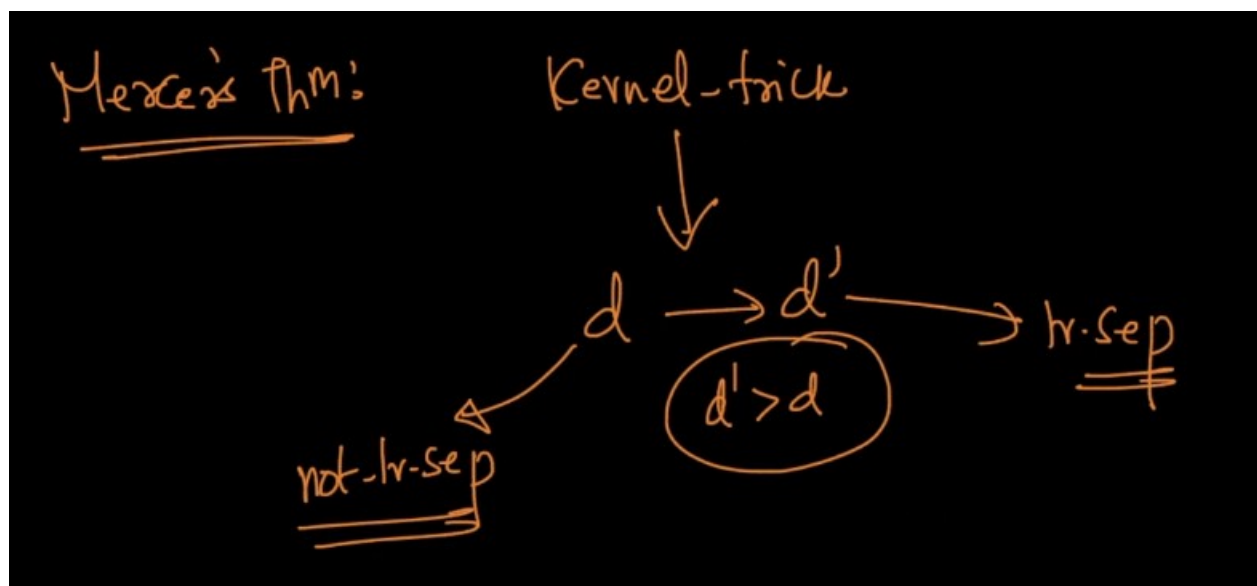 Mercer's Thm:
Kernel-trick
d → d'
d' > d
lr.sep
not-lr-sep